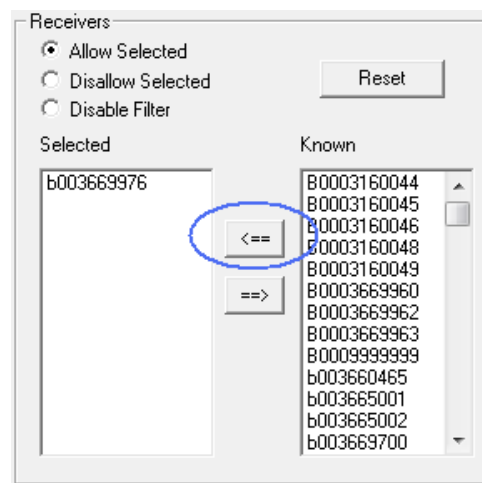 Receivers
Allow Selected
Disallow Selected
Disable Filter
Reset
Selected
Known
b003669976
<==
==>
B0003160044
B0003160045
B0003160046
B0003160048
B0003160049
B0003669960
B0003669962
B0003669963
B0009999999
b003660465
b003665001
b003665002
b003669700